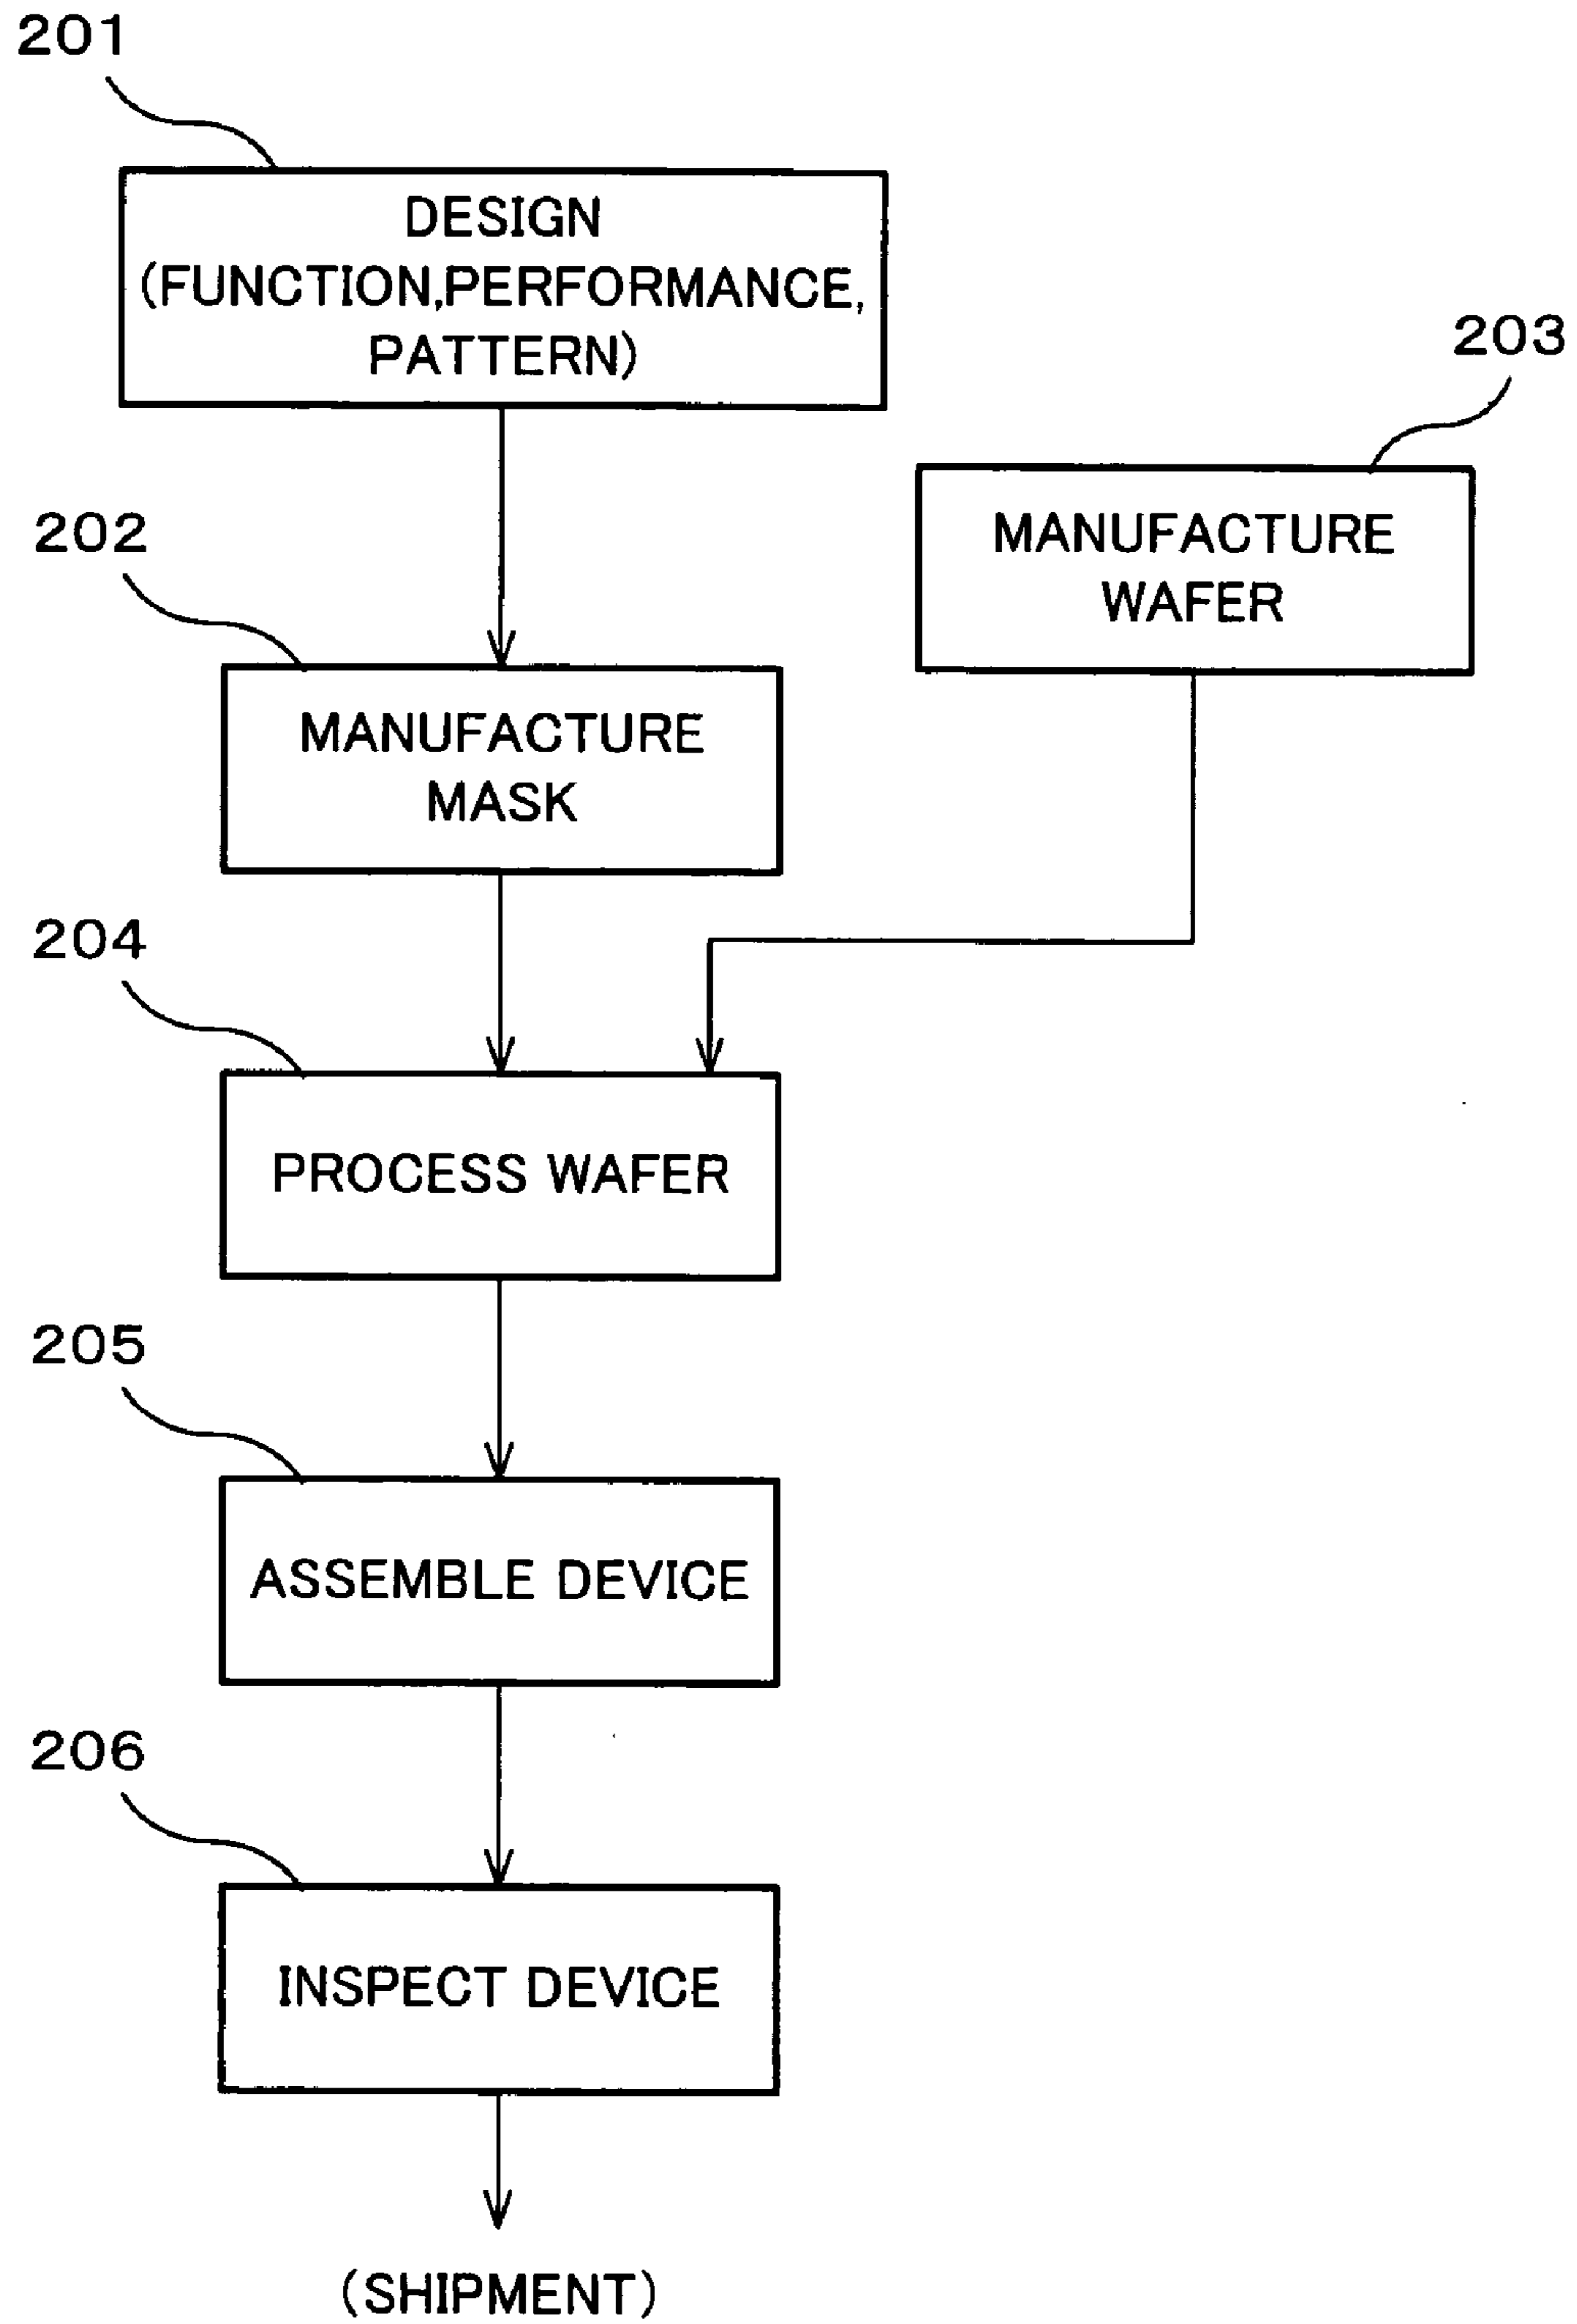 201
DESIGN
(FUNCTION,PERFORMANCE,
PATTERN)
203
MANUFACTURE
WAFER
202
MANUFACTURE
MASK
204
PROCESS WAFER
205
ASSEMBLE DEVICE
206
INSPECT DEVICE
(SHIPMENT)